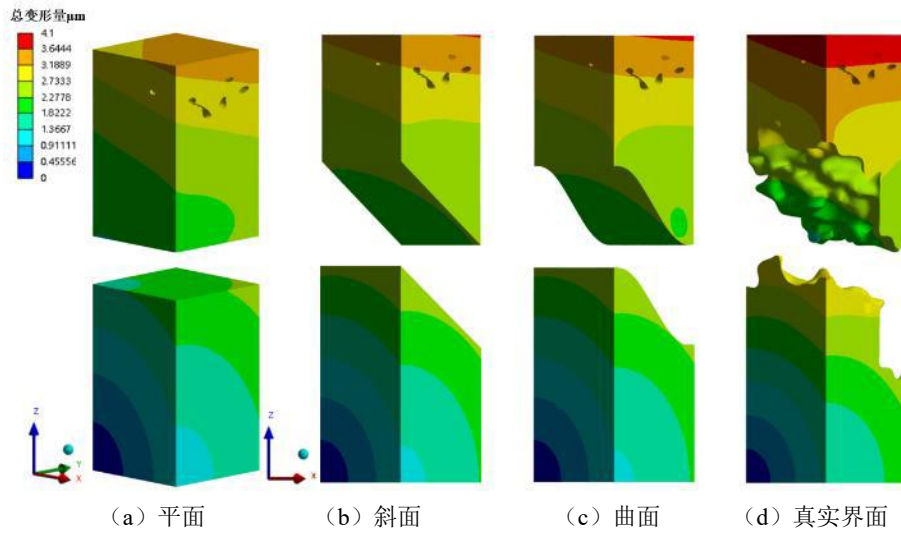 总变形量μm
4.1
3.6444
3.1889
2.7333
2.2778
1.8222
1.3667
0.91111
0.45556
0
Z
Y
X
Z
X
（a）平面
（b）斜面
（c）曲面
（d）真实界面